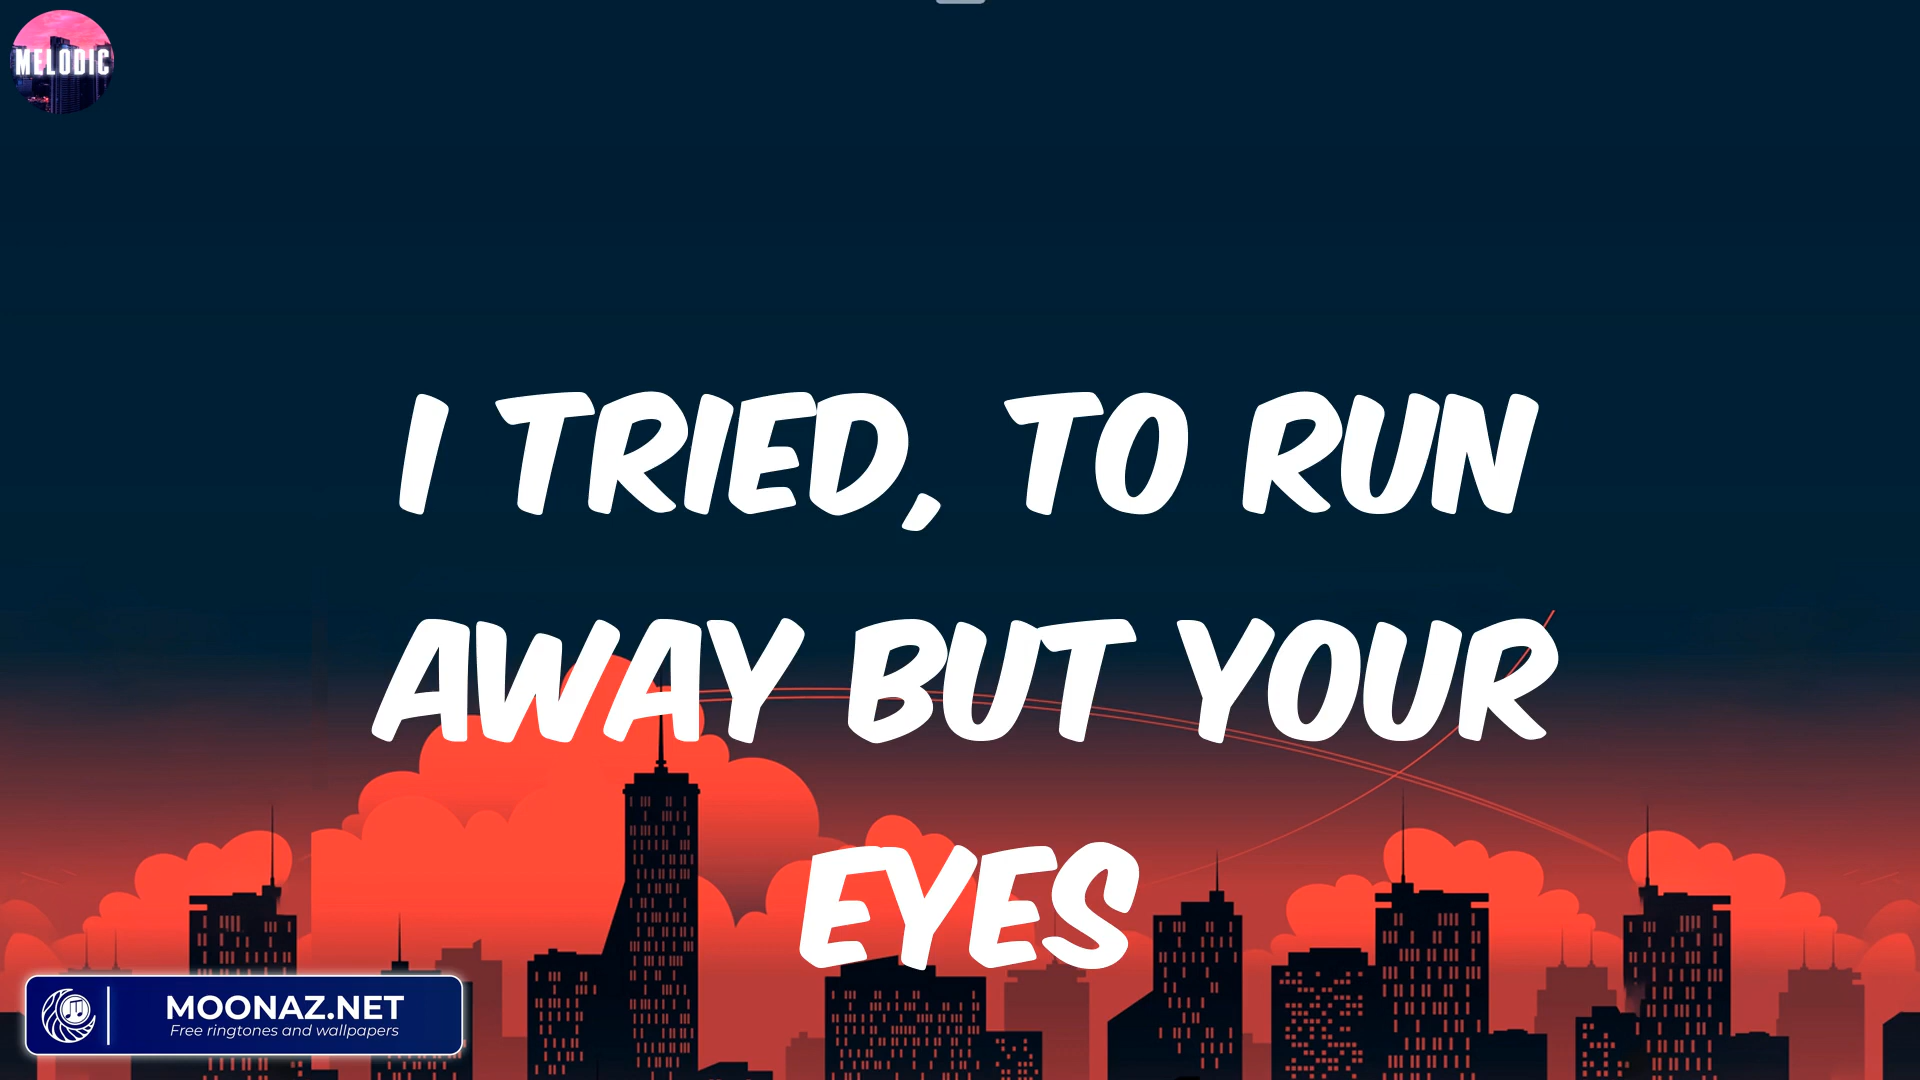 MELODIC
I TRIED, TO RUN
AWAY BUT YOUR
EYES
MOONAZ.NET
Free ringtones and wallpapers